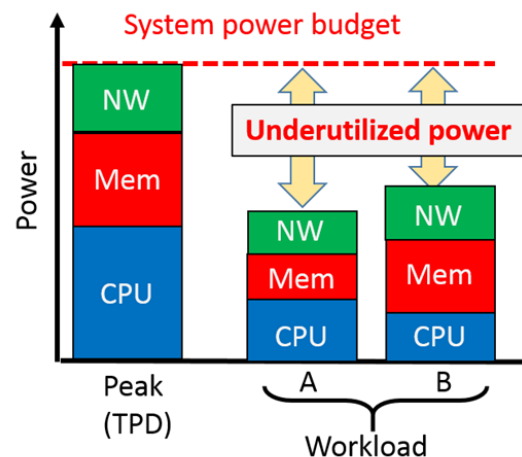 System power budget
Power
NW
Mem
CPU
Underutilized power
NW
Mem
CPU
NW
Mem
CPU
Peak
(TPD)
A
B
Workload